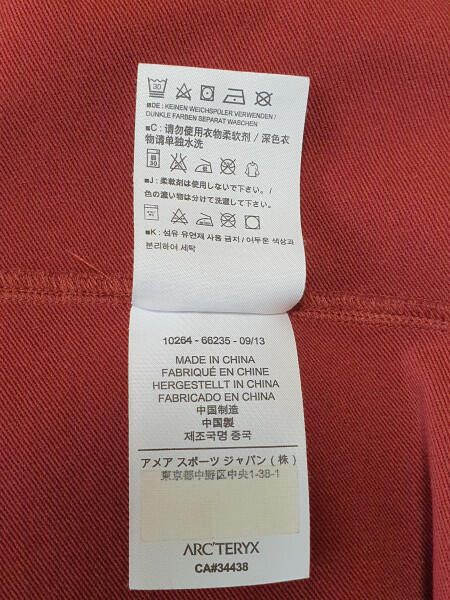 30
DE: KEINEN WEICHSPÜLER VERWENDEN /
DUNKLE FARBEN SEPARAT WASCHEN
C: 请勿使用衣物柔软剂 / 深色衣
物请单独水洗
30
J: 柔軟剤は使用しないで下さい。/
色の濃い物は分けて洗濯して下さい。
K: 섬유 유연제 사용 금지 / 어두운 색상과
분리하여 세탁
10264 - 66235 - 09/13
MADE IN CHINA
FABRIQUÉ EN CHINE
HERGESTELLT IN CHINA
FABRICADO EN CHINA
中国制造
中国製
제조국명 중국
アメア スポーツ ジャパン ( 株 )
東京都中野区中央1-38-1
ARC'TERYX
CA#34438